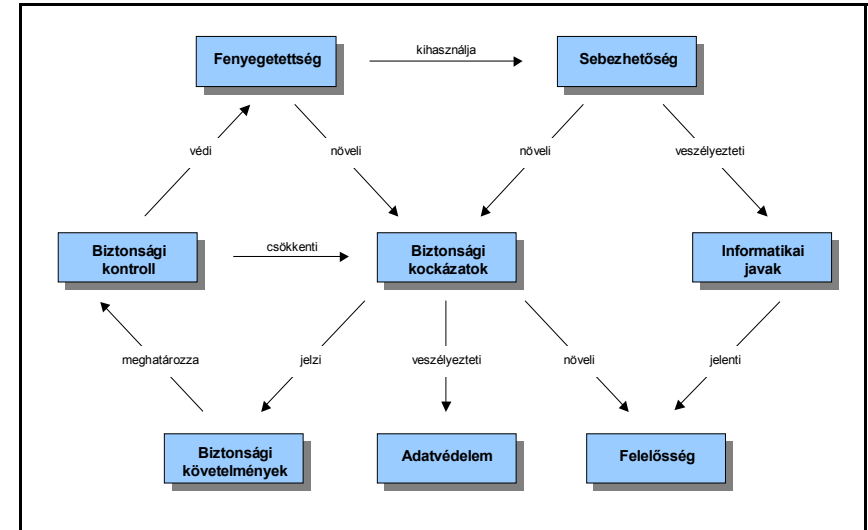 Fenyegetettség
kihasználja
Sebezhetőség
védi
növeli
növeli
veszélyezteti
Biztonsági
kontroll
csökkenti
Biztonsági
kockázatok
Informatikai
javak
meghatározza
jelzi
veszélyezteti
növeli
jelenti
Biztonsági
követelmények
Adatvédelem
Felelősség